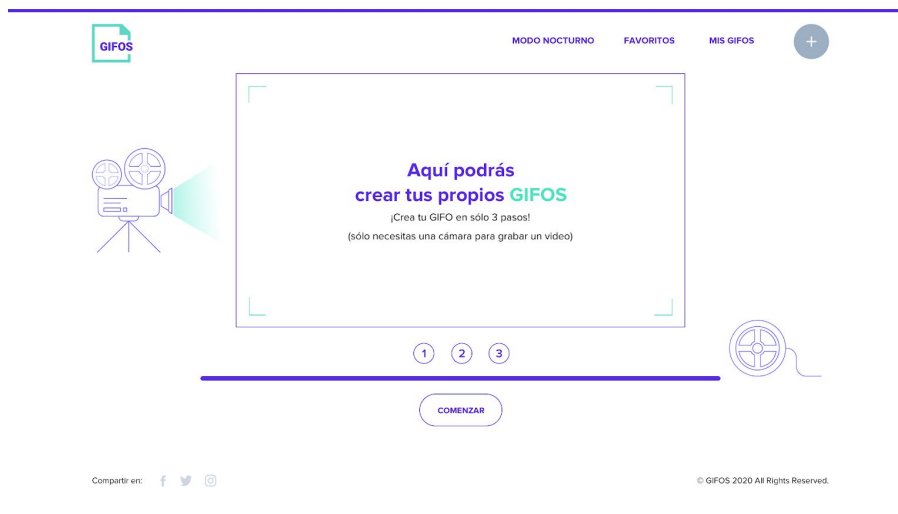 GIFOS
MODO NOCTURNO
FAVORITOS
MIS GIFOS
+
Aquí podrás
crear tus propios GIFOS
¡Crea tu GIFO en sólo 3 pasos!
(sólo necesitas una cámara para grabar un video)
1 2 3
COMENZAR
Compartir en:
© GIFOS 2020 All Rights Reserved.